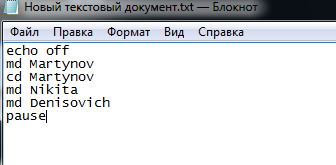 Новый текстовый документ.txt — Блокнот
Файл Правка Формат Вид Справка
echo off
md Martynov
cd Martynov
md Nikita
md Denisovich
pause